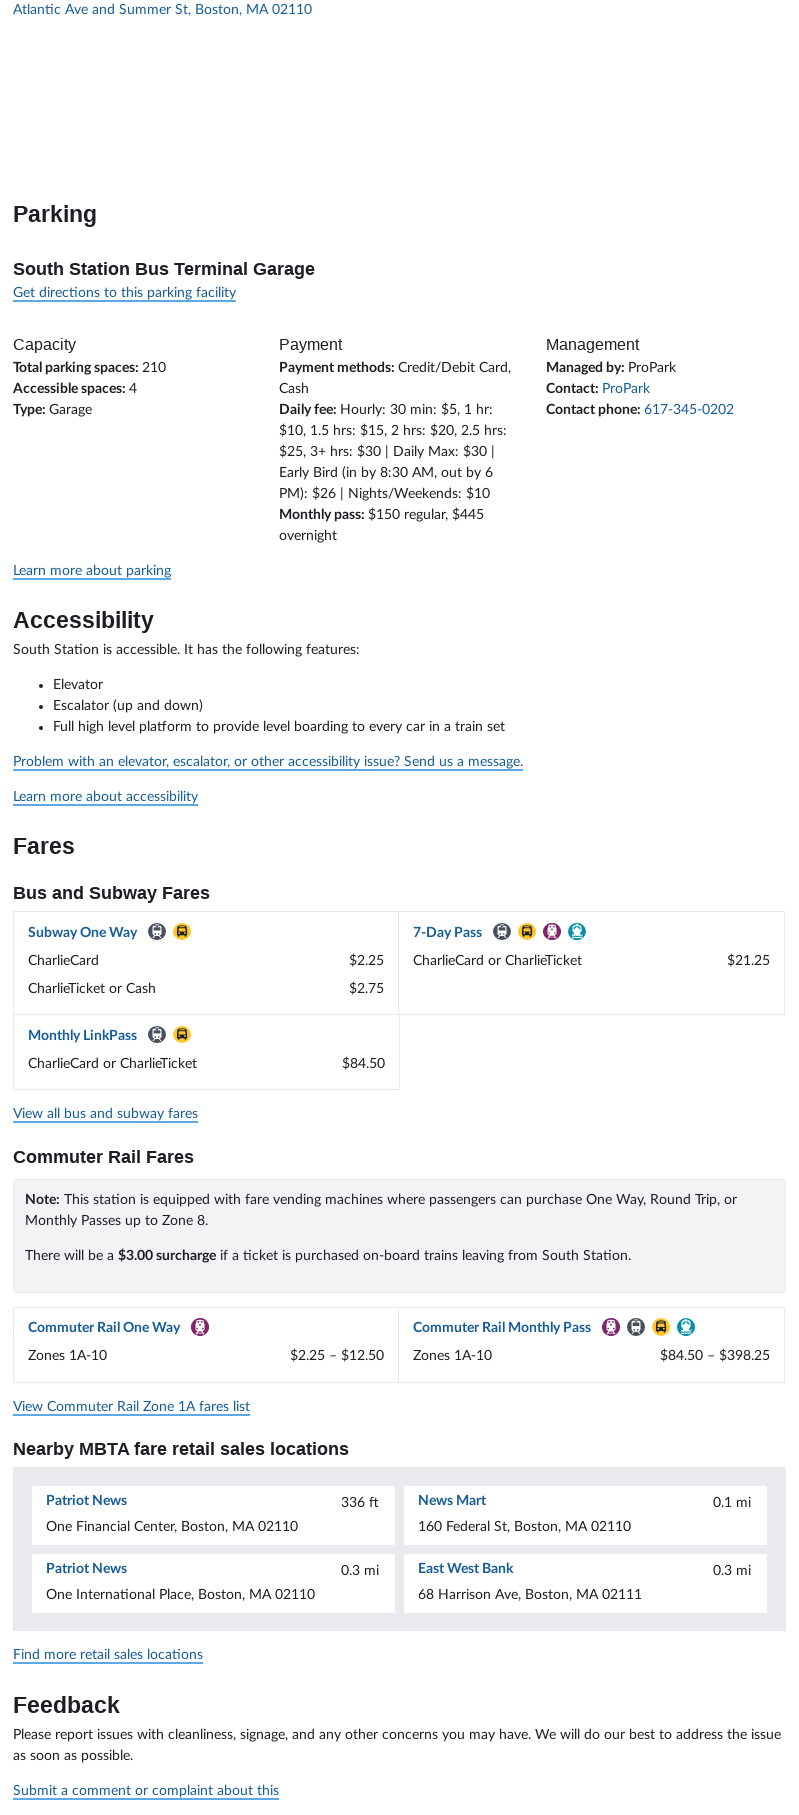 Atlantic Ave and Summer St, Boston, MA 02110
Parking
South Station Bus Terminal Garage
Get directions to this parking facility
Capacity
Total parking spaces: 210
Accessible spaces: 4
Type: Garage
Payment
Payment methods: Credit/Debit Card,
Cash
Daily fee: Hourly: 30 min: $5, 1 hr:
$10, 1.5 hrs: $15, 2 hrs: $20, 2.5 hrs:
$25, 3+ hrs: $30 | Daily Max: $30 |
Early Bird (in by 8:30 AM, out by 6
PM): $26 | Nights/Weekends: $10
Monthly pass: $150 regular, $445
overnight
Management
Managed by: ProPark
Contact: ProPark
Contact phone: 617-345-0202
Learn more about parking
Accessibility
South Station is accessible. It has the following features:
• Elevator
• Escalator (up and down)
• Full high level platform to provide level boarding to every car in a train set
Problem with an elevator, escalator, or other accessibility issue? Send us a message.
Learn more about accessibility
Fares
Bus and Subway Fares
Subway One Way
CharlieCard $2.25
CharlieTicket or Cash $2.75
7-Day Pass
CharlieCard or CharlieTicket $21.25
Monthly LinkPass
CharlieCard or CharlieTicket $84.50
View all bus and subway fares
Commuter Rail Fares
Note: This station is equipped with fare vending machines where passengers can purchase One Way, Round Trip, or
Monthly Passes up to Zone 8.
There will be a $3.00 surcharge if a ticket is purchased on-board trains leaving from South Station.
Commuter Rail One Way
Zones 1A-10 $2.25 – $12.50
Commuter Rail Monthly Pass
Zones 1A-10 $84.50 – $398.25
View Commuter Rail Zone 1A fares list
Nearby MBTA fare retail sales locations
Patriot News 336 ft
One Financial Center, Boston, MA 02110
News Mart 0.1 mi
160 Federal St, Boston, MA 02110
Patriot News 0.3 mi
One International Place, Boston, MA 02110
East West Bank 0.3 mi
68 Harrison Ave, Boston, MA 02111
Find more retail sales locations
Feedback
Please report issues with cleanliness, signage, and any other concerns you may have. We will do our best to address the issue
as soon as possible.
Submit a comment or complaint about this